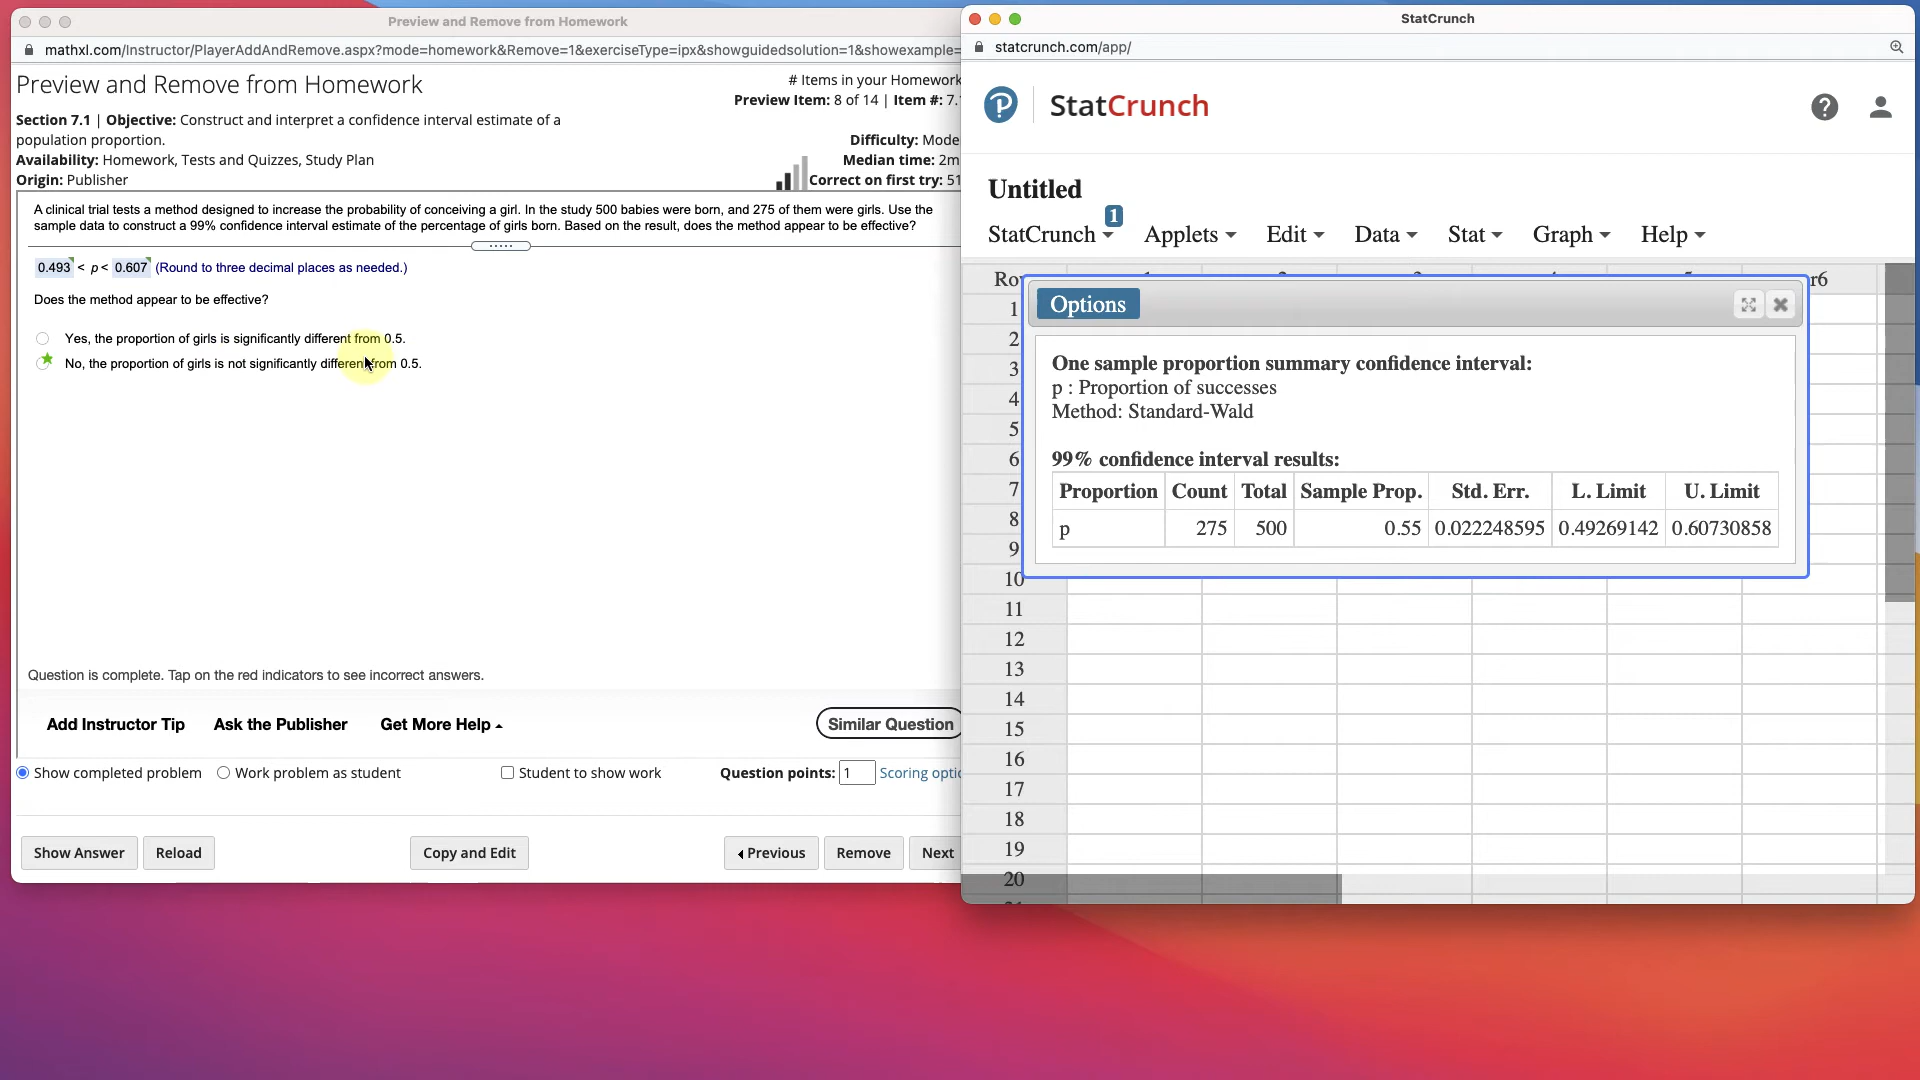 Preview and Remove from Homework
mathxl.com/Instructor/PlayerAddAndRemove.aspx?mode=homework&Remove=1&exerciseType=ipx&showguidedsolution=1&showexample=
Preview and Remove from Homework
# Items in your Homework
Preview Item: 8 of 14 | Item #: 7.
Section 7.1 | Objective: Construct and interpret a confidence interval estimate of a
population proportion.
Availability: Homework, Tests and Quizzes, Study Plan
Origin: Publisher
Difficulty: Mode
Median time: 2m
Correct on first try: 51
A clinical trial tests a method designed to increase the probability of conceiving a girl. In the study 500 babies were born, and 275 of them were girls. Use the
sample data to construct a 99% confidence interval estimate of the percentage of girls born. Based on the result, does the method appear to be effective?
0.493 < p < 0.607 (Round to three decimal places as needed.)
Does the method appear to be effective?
Yes, the proportion of girls is significantly different from 0.5.
No, the proportion of girls is not significantly different from 0.5.
Question is complete. Tap on the red indicators to see incorrect answers.
Add Instructor Tip Ask the Publisher Get More Help Similar Question
Show completed problem Work problem as student Student to show work Question points: 1 Scoring optio
Show Answer Reload Copy and Edit Previous Remove Next
StatCrunch
statcrunch.com/app/
StatCrunch
Untitled
1
StatCrunch Applets Edit Data Stat Graph Help
Ro r6
Options
One sample proportion summary confidence interval:
p : Proportion of successes
Method: Standard-Wald
99% confidence interval results:
Proportion Count Total Sample Prop. Std. Err. L. Limit U. Limit
p 275 500 0.55 0.022248595 0.49269142 0.60730858
1
2
3
4
5
6
7
8
9
10
11
12
13
14
15
16
17
18
19
20